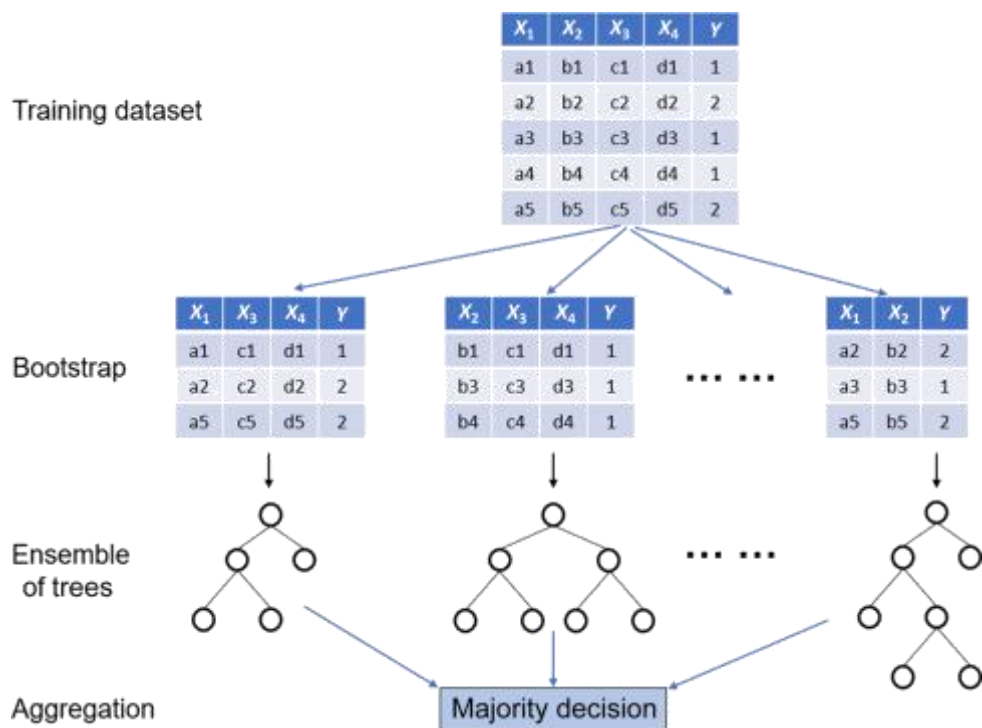 X1 X2 X3 X4 Y
a1 b1 c1 d1 1
a2 b2 c2 d2 2
a3 b3 c3 d3 1
a4 b4 c4 d4 1
a5 b5 c5 d5 2
Training dataset
X1 X3 X4 Y
a1 c1 d1 1
a2 c2 d2 2
a5 c5 d5 2
X2 X3 X4 Y
b1 c1 d1 1
b3 c3 d3 1
b4 c4 d4 1
... ...
X1 X2 Y
a2 b2 2
a3 b3 1
a5 b5 2
Bootstrap
Ensemble
of trees
... ...
Aggregation
Majority decision